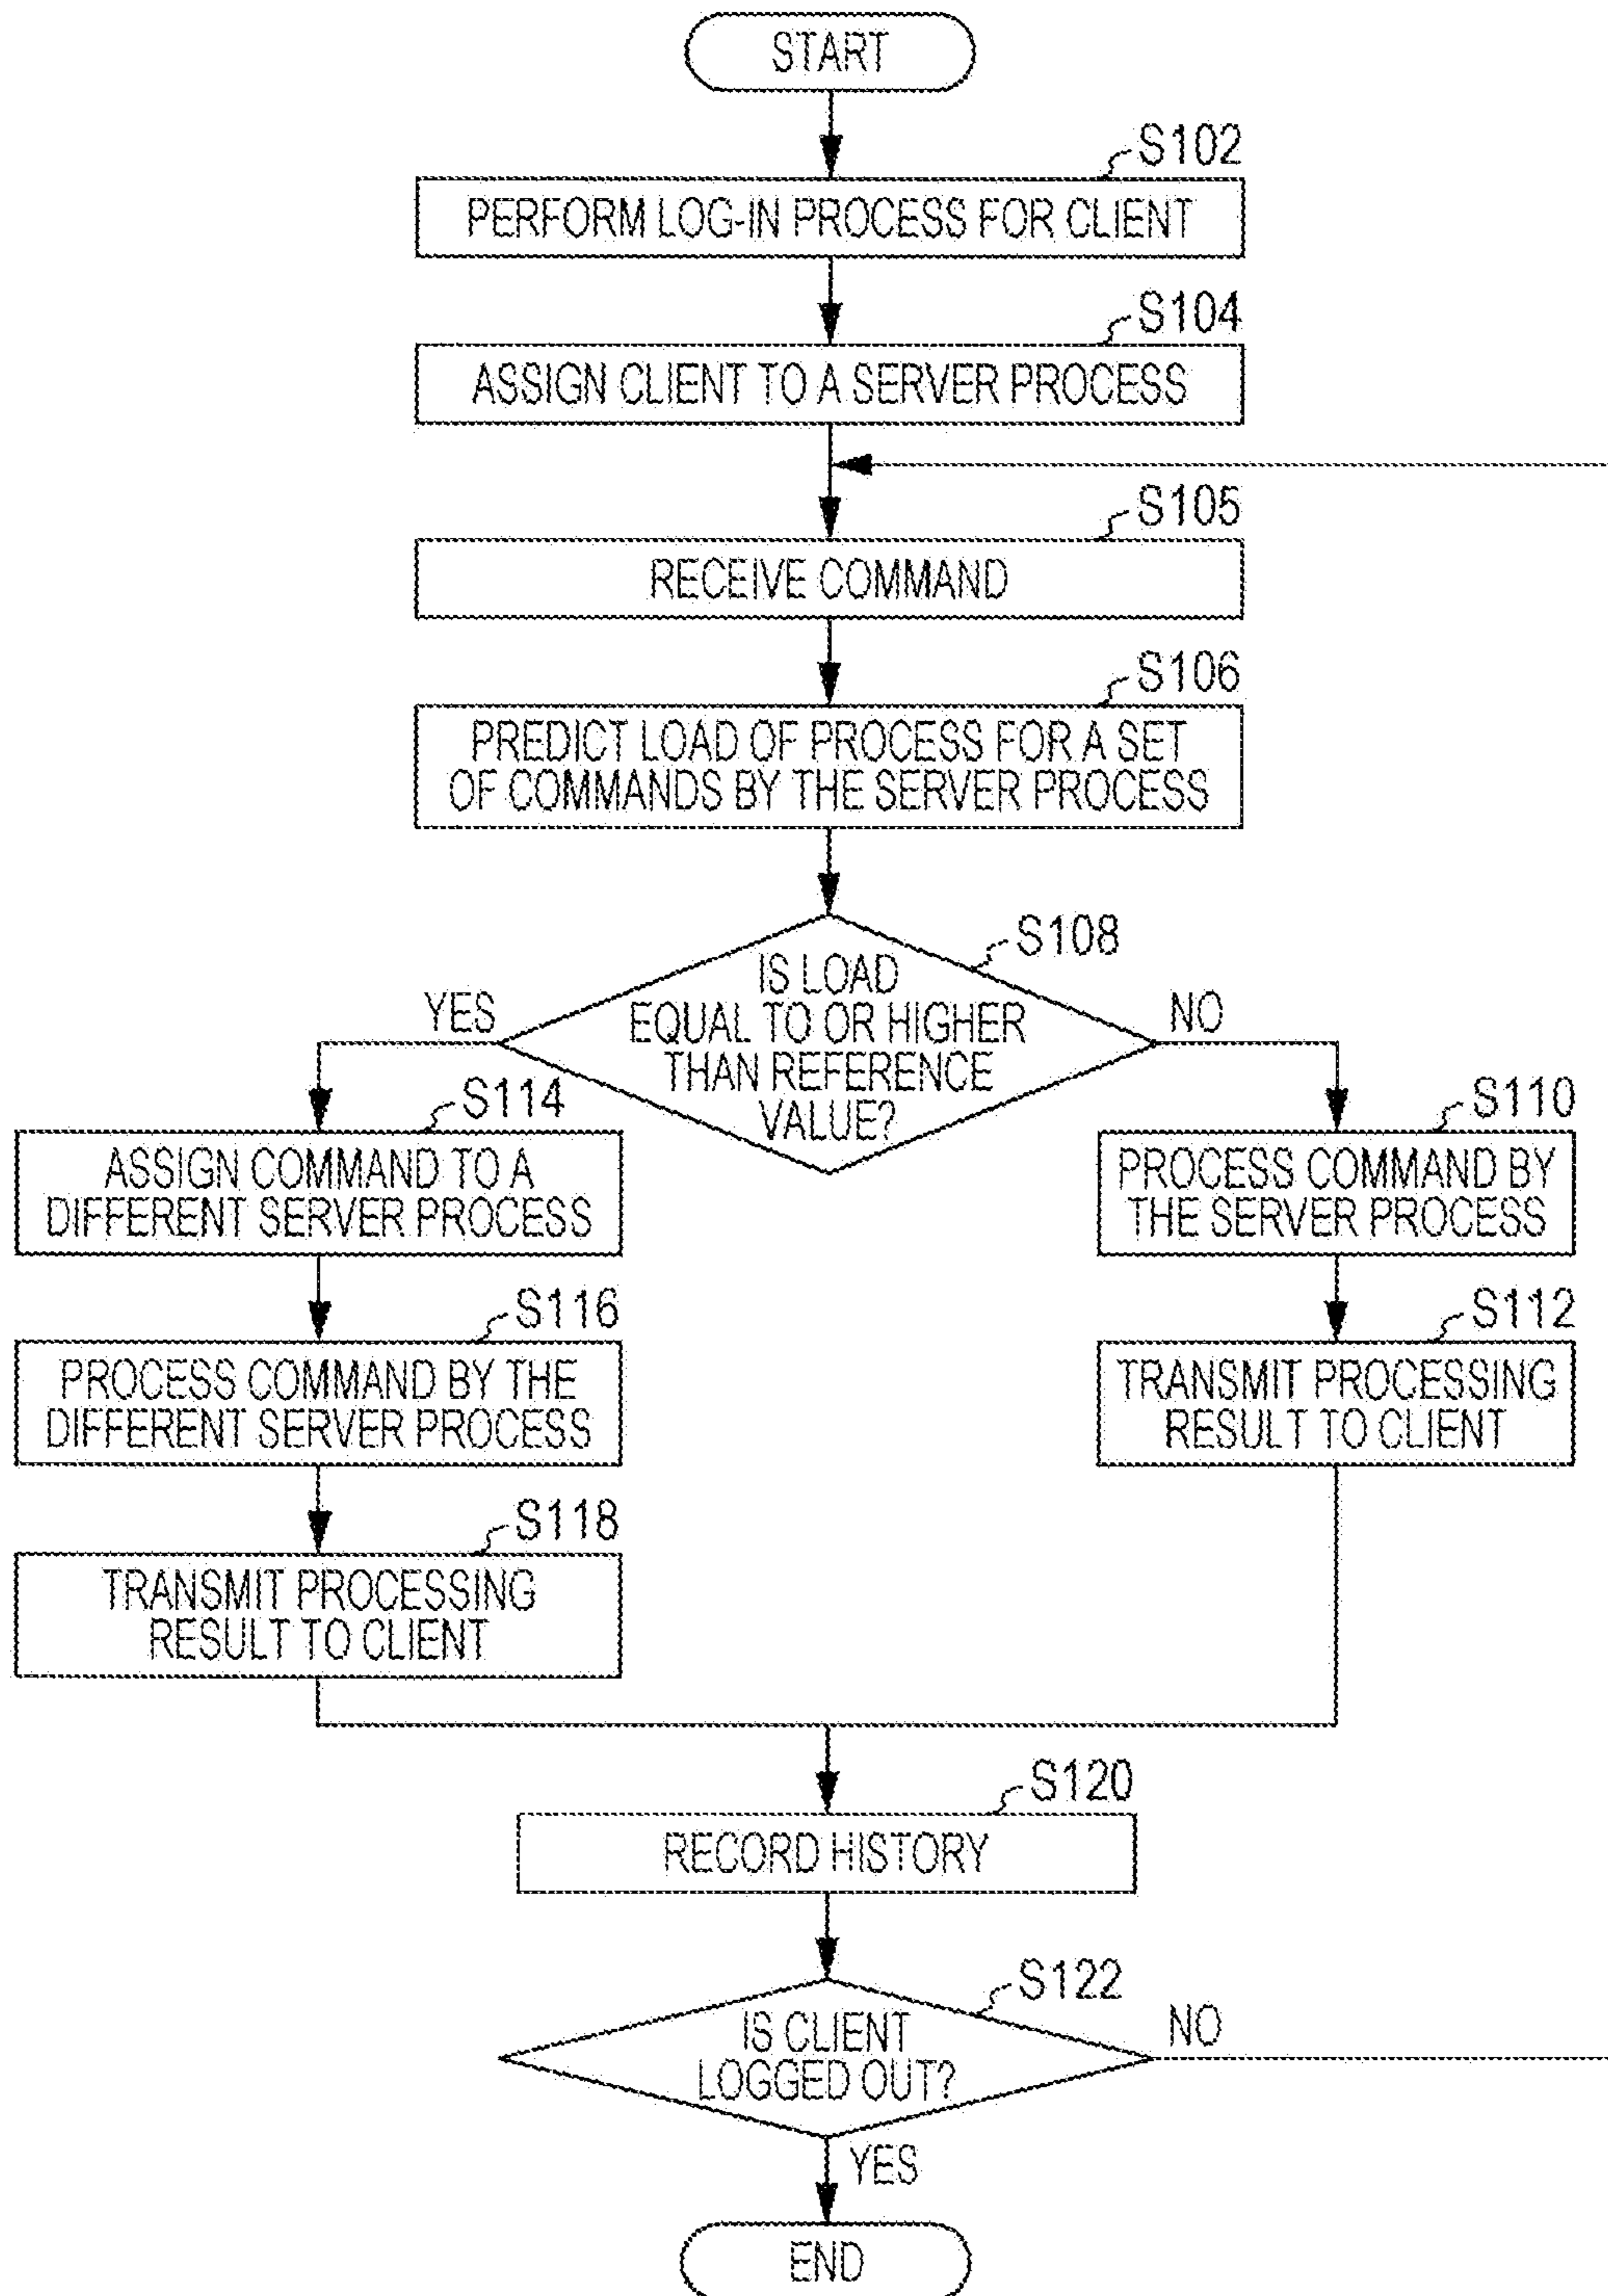 START
S102
PERFORM LOG-IN PROCESS FOR CLIENT
S104
ASSIGN CLIENT TO A SERVER PROCESS
S105
RECEIVE COMMAND
S106
PREDICT LOAD OF PROCESS FOR A SET
OF COMMANDS BY THE SERVER PROCESS
S108
IS LOAD
EQUAL TO OR HIGHER
THAN REFERENCE
VALUE?
YES
NO
S114
ASSIGN COMMAND TO A
DIFFERENT SERVER PROCESS
S110
PROCESS COMMAND BY
THE SERVER PROCESS
S116
PROCESS COMMAND BY THE
DIFFERENT SERVER PROCESS
S112
TRANSMIT PROCESSING
RESULT TO CLIENT
S118
TRANSMIT PROCESSING
RESULT TO CLIENT
S120
RECORD HISTORY
S122
IS CLIENT
LOGGED OUT?
NO
YES
END